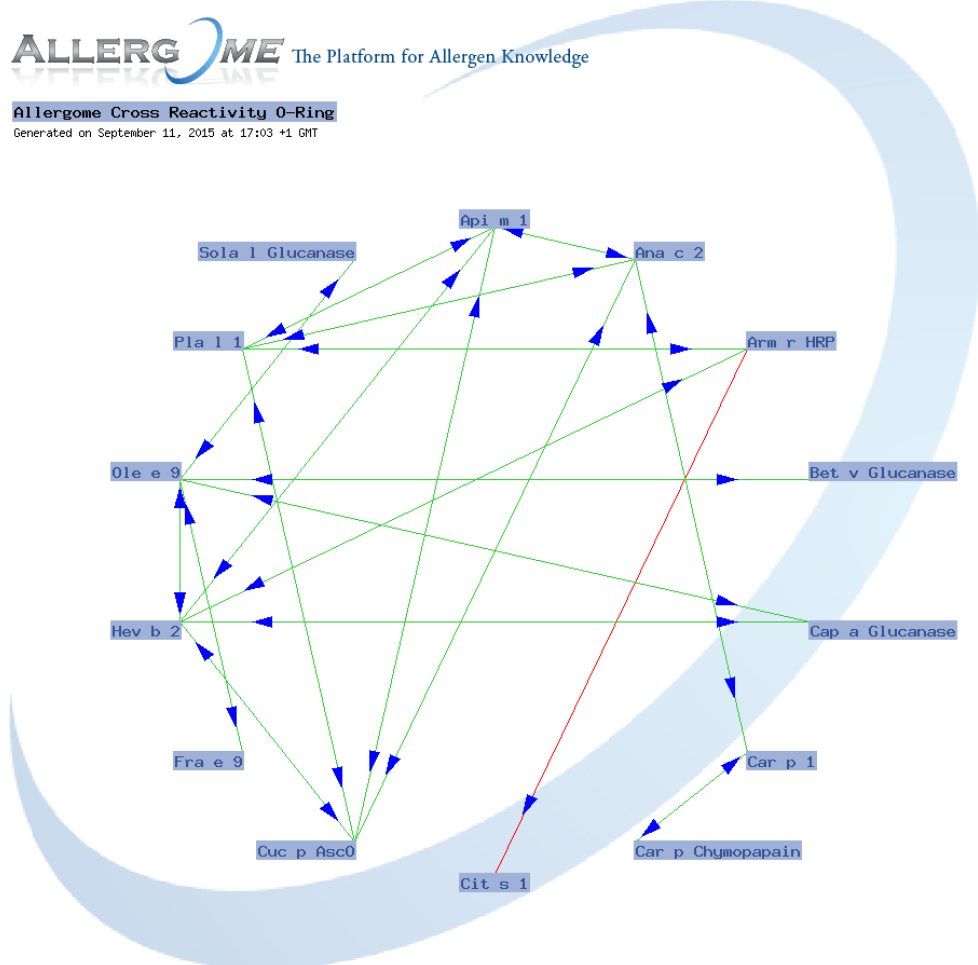 ALLERGOME The Platform for Allergen Knowledge
Allergome Cross Reactivity O-Ring
Generated on September 11, 2015 at 17:03 +1 GMT
Api m 1
Sola l Glucanase
Ana c 2
Pla l 1
Arm r HRP
Ole e 9
Bet v Glucanase
Hev b 2
Cap a Glucanase
Fra e 9
Car p 1
Cuc p AscO
Car p Chymopapain
Cit s 1